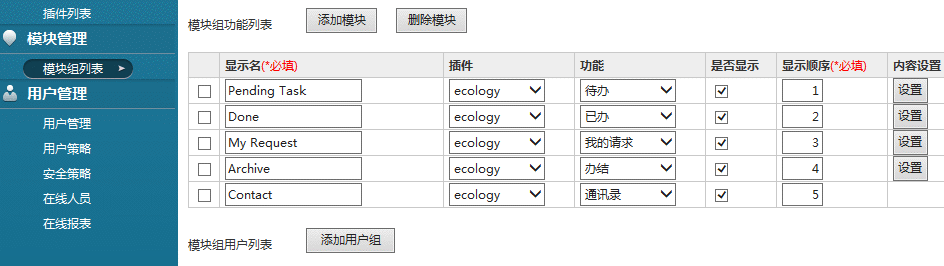 插件列表
模块管理
模块组列表
用户管理
用户管理
用户策略
安全策略
在线人员
在线报表
模块组功能列表 添加模块 删除模块
显示名(*必填) 插件 功能 是否显示 显示顺序(*必填) 内容设置
Pending Task ecology 待办 1 设置
Done ecology 已办 2 设置
My Request ecology 我的请求 3 设置
Archive ecology 办结 4 设置
Contact ecology 通讯录 5
模块组用户列表 添加用户组